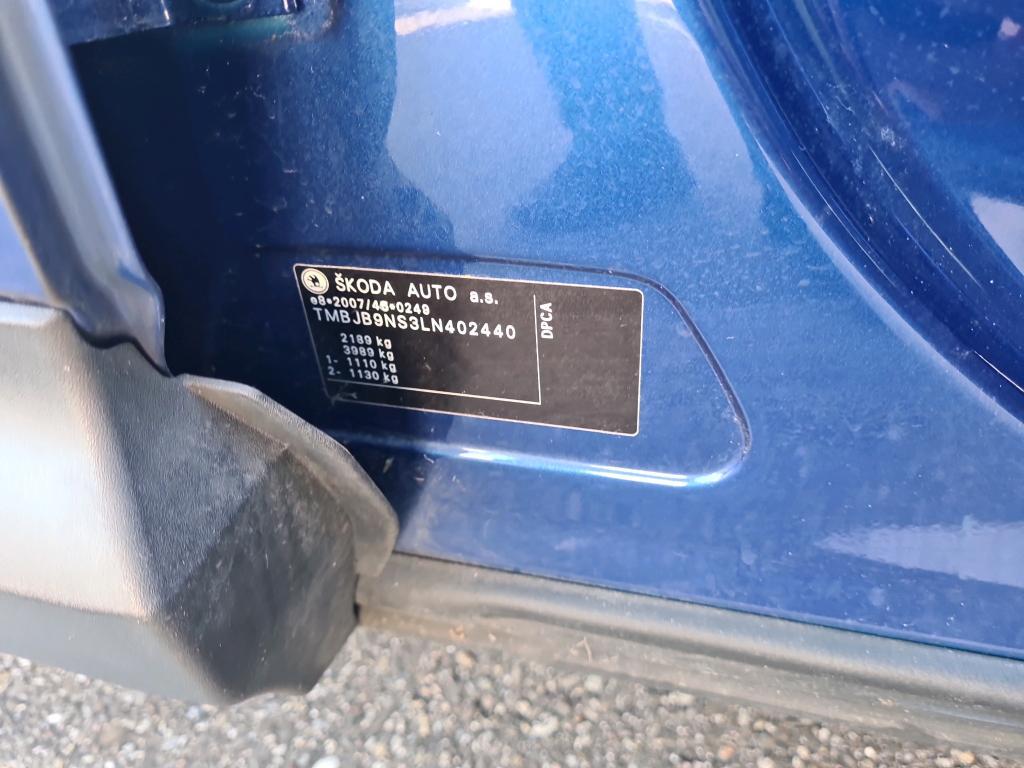 ŠKODA AUTO a.s.
e8*2007/46*0249
TMBJB9NS3LN402440
2189 kg
3989 kg
1- 1110 kg
2- 1130 kg
DPCA